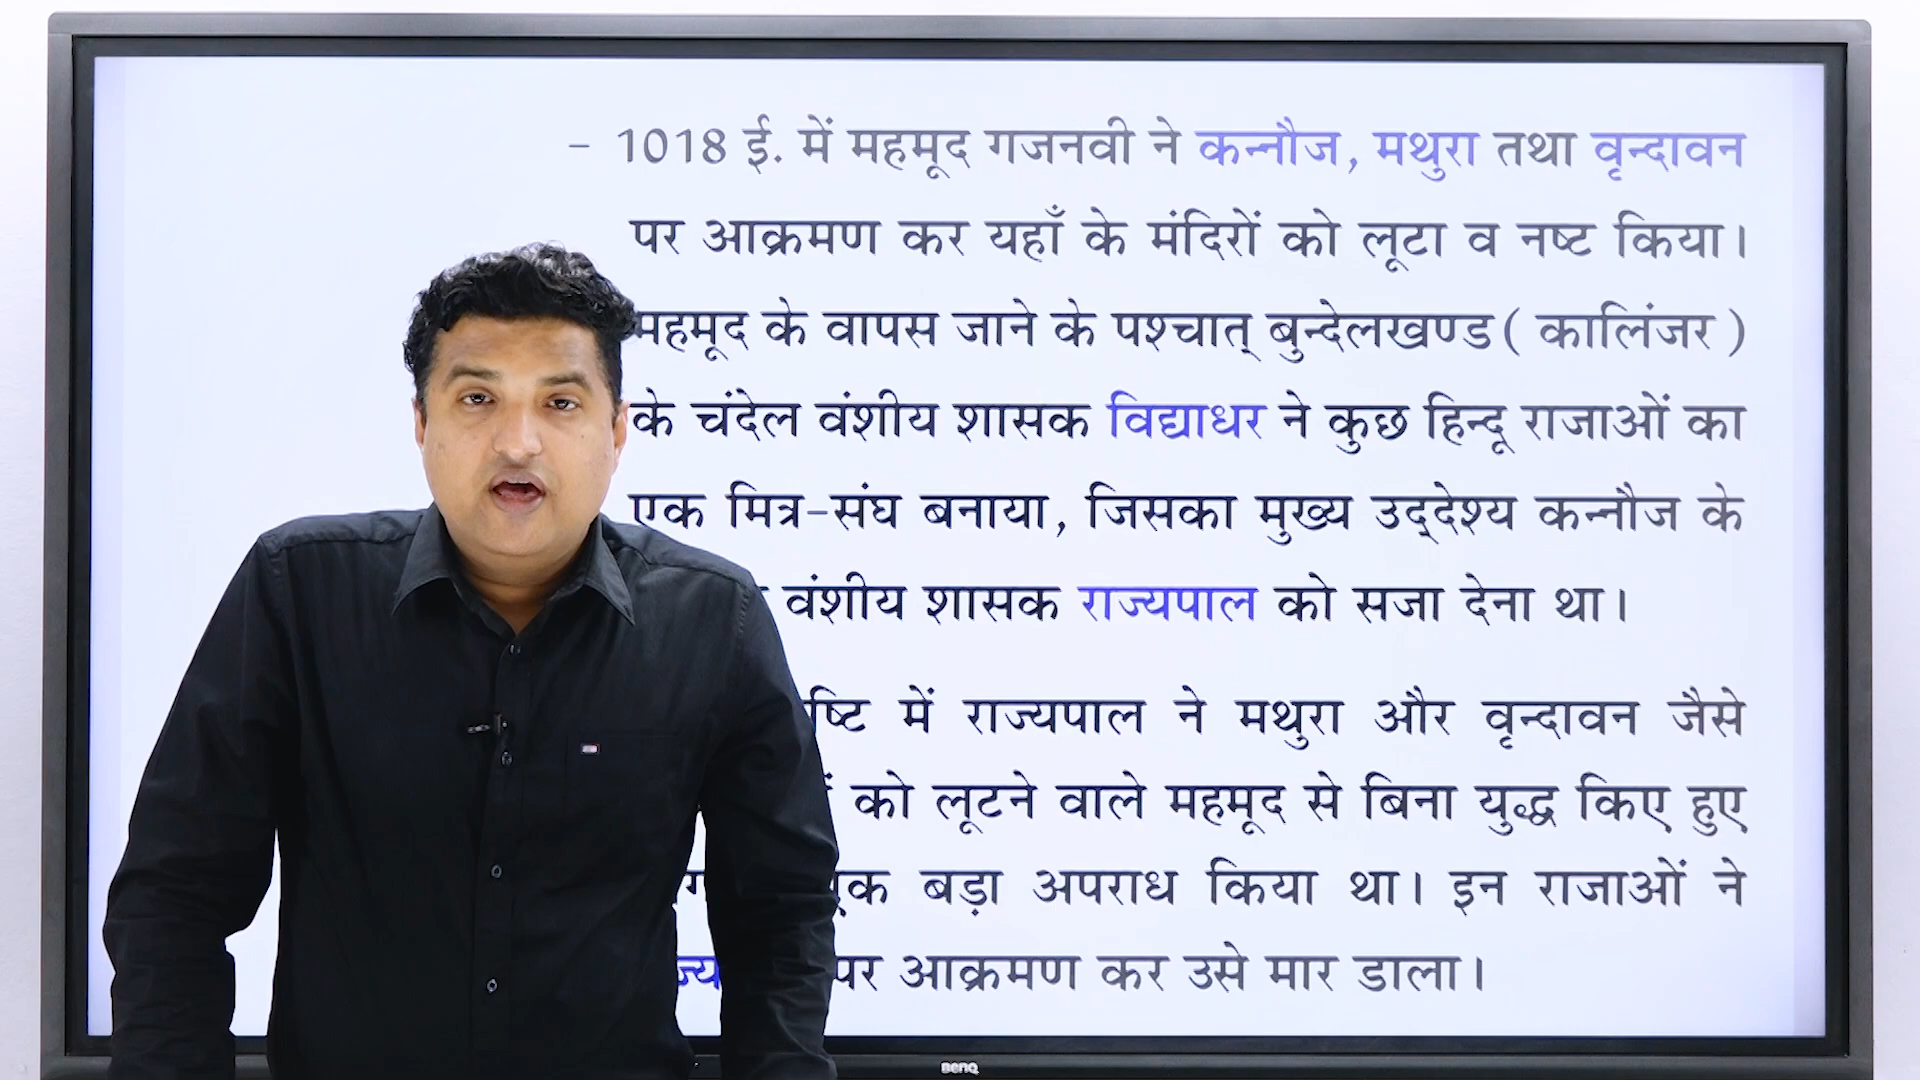 - 1018 ई. में महमूद गजनवी ने कन्नौज, मथुरा तथा वृन्दावन
पर आक्रमण कर यहाँ के मंदिरों को लूटा व नष्ट किया।
महमूद के वापस जाने के पश्चात् बुन्देलखण्ड( कालिंजर )
के चंदेल वंशीय शासक विद्याधर ने कुछ हिन्दू राजाओं का
एक मित्र-संघ बनाया, जिसका मुख्य उद्देश्य कन्नौज के
वंशीय शासक राज्यपाल को सजा देना था।
में राज्यपाल ने मथुरा और वृन्दावन जैसे
को लूटने वाले महमूद से बिना युद्ध किए हुए
एक बड़ा अपराध किया था। इन राजाओं ने
पर आक्रमण कर उसे मार डाला।
BenQ